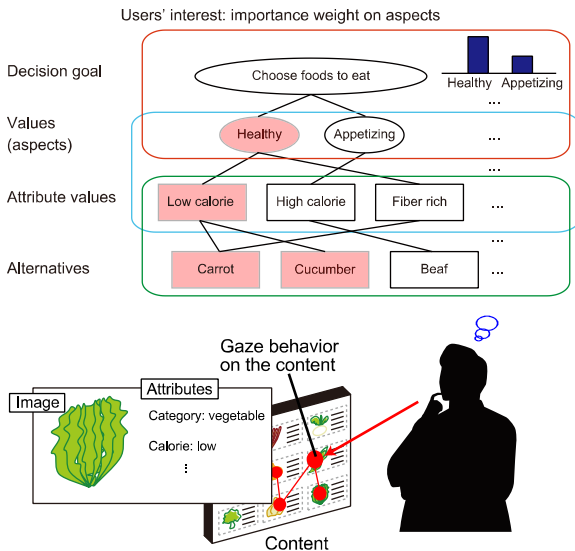 Users' interest: importance weight on aspects
Decision goal
Choose foods to eat
Healthy
Appetizing
...
Values
(aspects)
Healthy
Appetizing
...
...
Attribute values
Low calorie
High calorie
Fiber rich
...
...
Alternatives
Carrot
Cucumber
Beaf
...
Gaze behavior
on the content
Image
Attributes
Category: vegetable
Calorie: low
⋮
Content